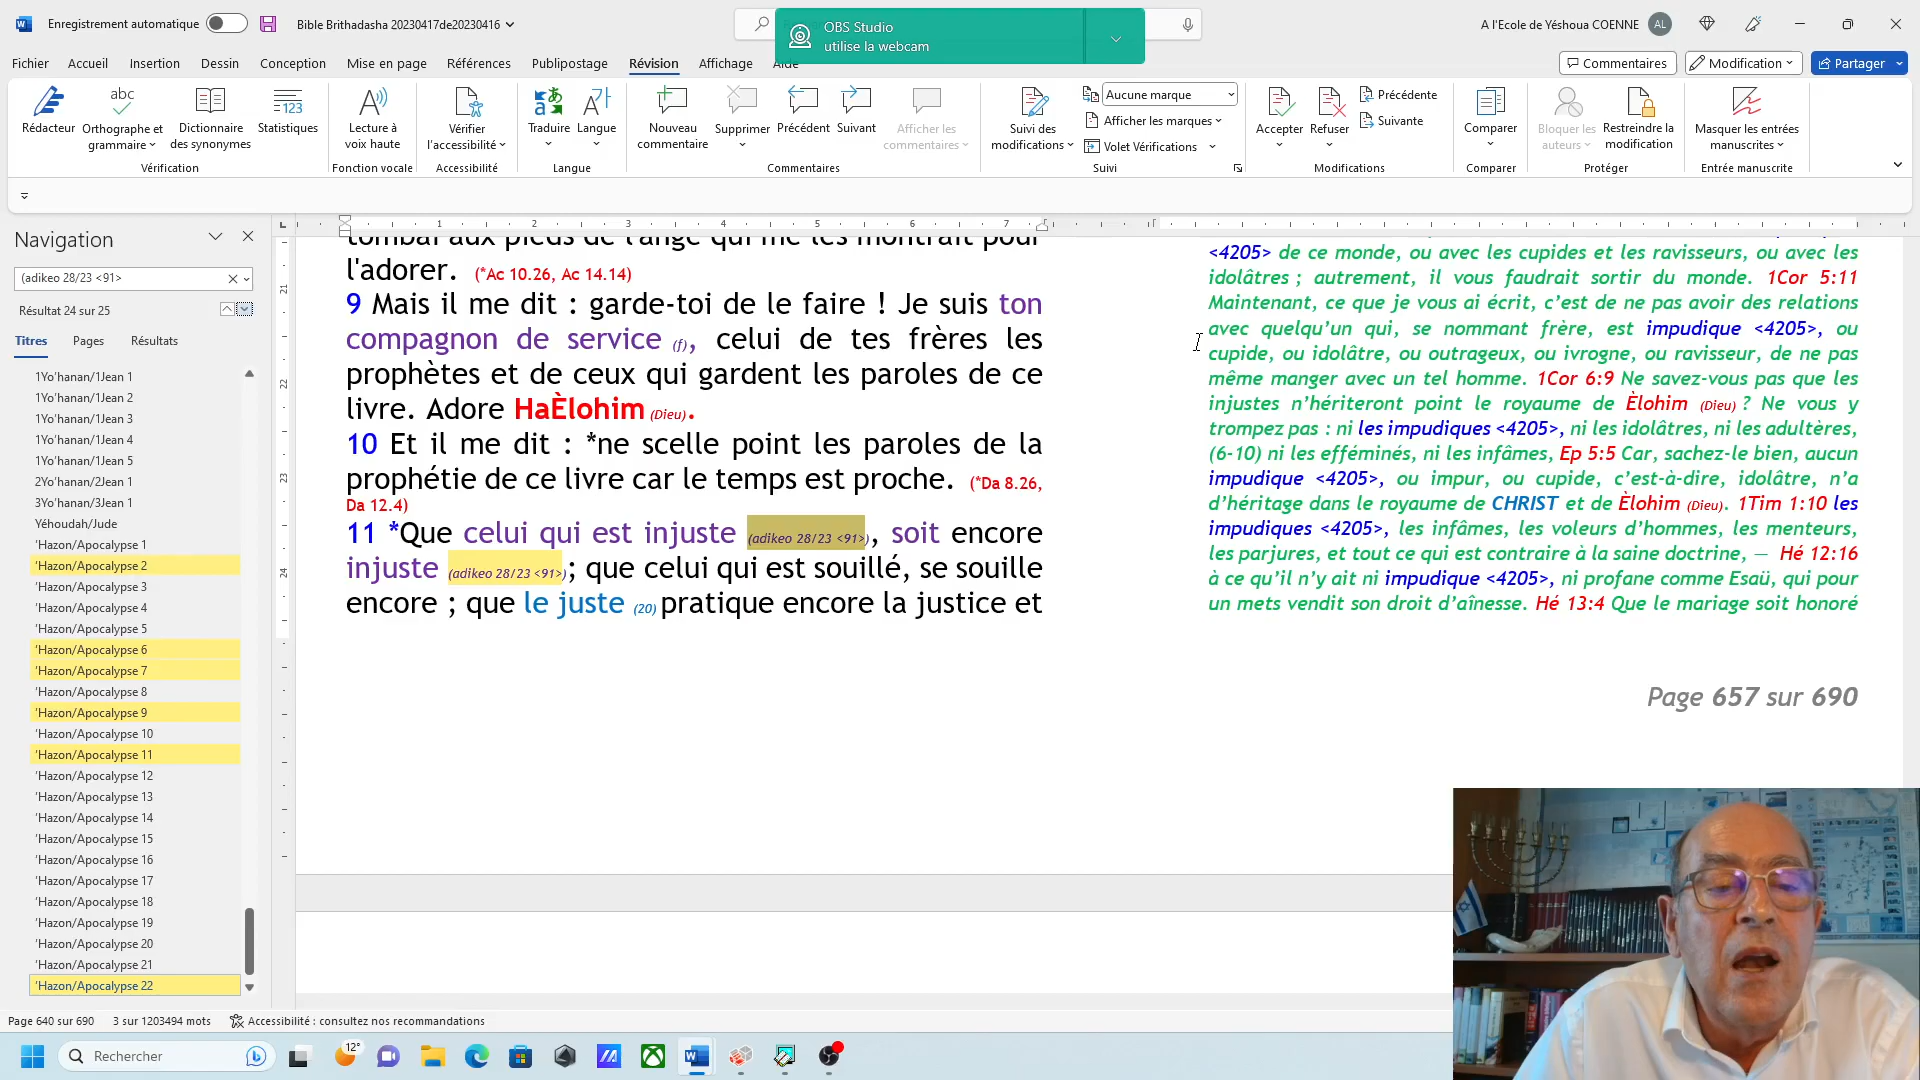 Enregistrement automatique
Bible Brithadasha 20230417de20230416
OBS Studio
utilise la webcam
A l'Ecole de Yéshoua COENNE
AL
Fichier Accueil Insertion Dessin Conception Mise en page Références Publipostage Révision Affichage Aide
Commentaires
Modification
Partager
Rédacteur
Orthographe et grammaire
Dictionnaire des synonymes
Statistiques
Vérification
Lecture à voix haute
Fonction vocale
Vérifier l'accessibilité
Accessibilité
Traduire
Langue
Langue
Nouveau commentaire
Supprimer
Précédent
Suivant
Afficher les commentaires
Commentaires
Suivi des modifications
Aucune marque
Afficher les marques
Volet Vérifications
Suivi
Accepter
Refuser
Précédente
Suivante
Modifications
Comparer
Comparer
Bloquer les auteurs
Restreindre la modification
Protéger
Masquer les entrées manuscrites
Entrée manuscrite
Navigation
(adikeo 28/23 <91>
Résultat 24 sur 25
Titres Pages Résultats
1Yo'hanan/1Jean 1
1Yo'hanan/1Jean 2
1Yo'hanan/1Jean 3
1Yo'hanan/1Jean 4
1Yo'hanan/1Jean 5
2Yo'hanan/2Jean 1
3Yo'hanan/3Jean 1
Yéhoudah/Jude
'Hazon/Apocalypse 1
'Hazon/Apocalypse 2
'Hazon/Apocalypse 3
'Hazon/Apocalypse 4
'Hazon/Apocalypse 5
'Hazon/Apocalypse 6
'Hazon/Apocalypse 7
'Hazon/Apocalypse 8
'Hazon/Apocalypse 9
'Hazon/Apocalypse 10
'Hazon/Apocalypse 11
'Hazon/Apocalypse 12
'Hazon/Apocalypse 13
'Hazon/Apocalypse 14
'Hazon/Apocalypse 15
'Hazon/Apocalypse 16
'Hazon/Apocalypse 17
'Hazon/Apocalypse 18
'Hazon/Apocalypse 19
'Hazon/Apocalypse 20
'Hazon/Apocalypse 21
'Hazon/Apocalypse 22
1 2 3 4 5 6 7
21
22
23
24
tombai aux pieds de l'ange qui me les montrait pour
l'adorer. (*Ac 10.26, Ac 14.14)
9 Mais il me dit : garde-toi de le faire ! Je suis ton
compagnon de service (f), celui de tes frères les
prophètes et de ceux qui gardent les paroles de ce
livre. Adore HaÈlohim (Dieu).
10 Et il me dit : *ne scelle point les paroles de la
prophétie de ce livre car le temps est proche. (*Da 8.26,
Da 12.4)
11 *Que celui qui est injuste (adikeo 28/23 <91>), soit encore
injuste (adikeo 28/23 <91>); que celui qui est souillé, se souille
encore ; que le juste (20) pratique encore la justice et
<4205> de ce monde, ou avec les cupides et les ravisseurs, ou avec les
idolâtres ; autrement, il vous faudrait sortir du monde. 1Cor 5:11
Maintenant, ce que je vous ai écrit, c'est de ne pas avoir des relations
avec quelqu'un qui, se nommant frère, est impudique <4205>, ou
cupide, ou idolâtre, ou outrageux, ou ivrogne, ou ravisseur, de ne pas
même manger avec un tel homme. 1Cor 6:9 Ne savez-vous pas que les
injustes n'hériteront point le royaume de Èlohim (Dieu) ? Ne vous y
trompez pas : ni les impudiques <4205>, ni les idolâtres, ni les adultères,
(6-10) ni les efféminés, ni les infâmes, Ep 5:5 Car, sachez-le bien, aucun
impudique <4205>, ou impur, ou cupide, c'est-à-dire, idolâtre, n'a
d'héritage dans le royaume de CHRIST et de Èlohim (Dieu). 1Tim 1:10 les
impudiques <4205>, les infâmes, les voleurs d'hommes, les menteurs,
les parjures, et tout ce qui est contraire à la saine doctrine, — Hé 12:16
à ce qu'il n'y ait ni impudique <4205>, ni profane comme Esaü, qui pour
un mets vendit son droit d'aînesse. Hé 13:4 Que le mariage soit honoré
Page 657 sur 690
Page 640 sur 690 3 sur 1203494 mots Accessibilité : consultez nos recommandations
Rechercher
12°